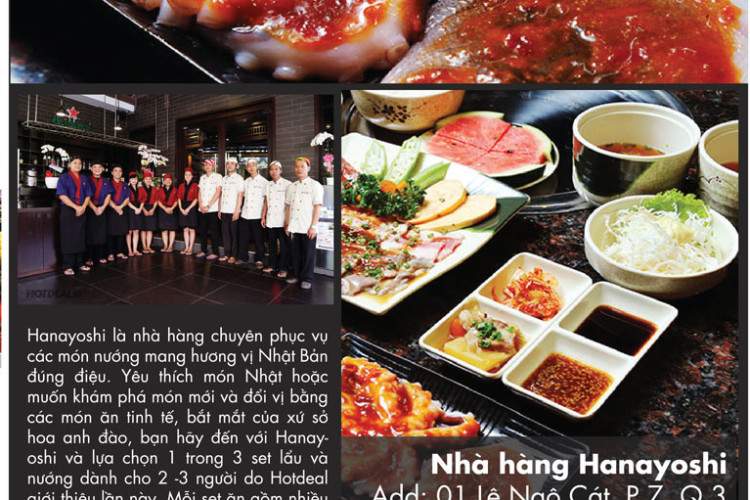 HOTDEAL
Hanayoshi là nhà hàng chuyên phục vụ
các món nướng mang hương vị Nhật Bản
đúng điệu. Yêu thích món Nhật hoặc
muốn khám phá món mới và đổi vị bằng
các món ăn tinh tế, bắt mắt của xứ sở
hoa anh đào, bạn hãy đến với Hanay-
oshi và lựa chọn 1 trong 3 set lẩu và
nướng dành cho 2 -3 người do Hotdeal
giới thiệu lần này. Mỗi set ăn gồm nhiều
Nhà hàng Hanayoshi
Add: 01 Lê Ngô Cát, P.7, Q.3